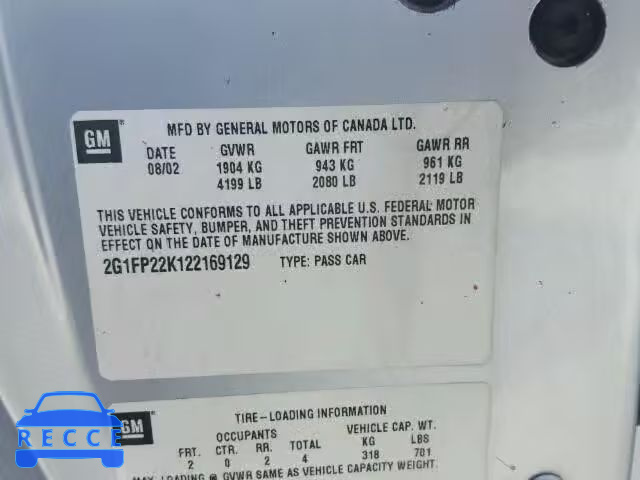 GM® MFD BY GENERAL MOTORS OF CANADA LTD.
DATE GVWR GAWR FRT GAWR RR
08/02 1904 KG 943 KG 961 KG
4199 LB 2080 LB 2119 LB
THIS VEHICLE CONFORMS TO ALL APPLICABLE U.S. FEDERAL MOTOR
VEHICLE SAFETY, BUMPER, AND THEFT PREVENTION STANDARDS IN
EFFECT ON THE DATE OF MANUFACTURE SHOWN ABOVE.
2G1FP22K122169129 TYPE: PASS CAR
GM® TIRE-LOADING INFORMATION
OCCUPANTS VEHICLE CAP. WT.
FRT. CTR. RR. TOTAL KG LBS
2 0 2 4 318 701
MAX. LOADING @ GVWR SAME AS VEHICLE CAPACITY WEIGHT.
RECCE